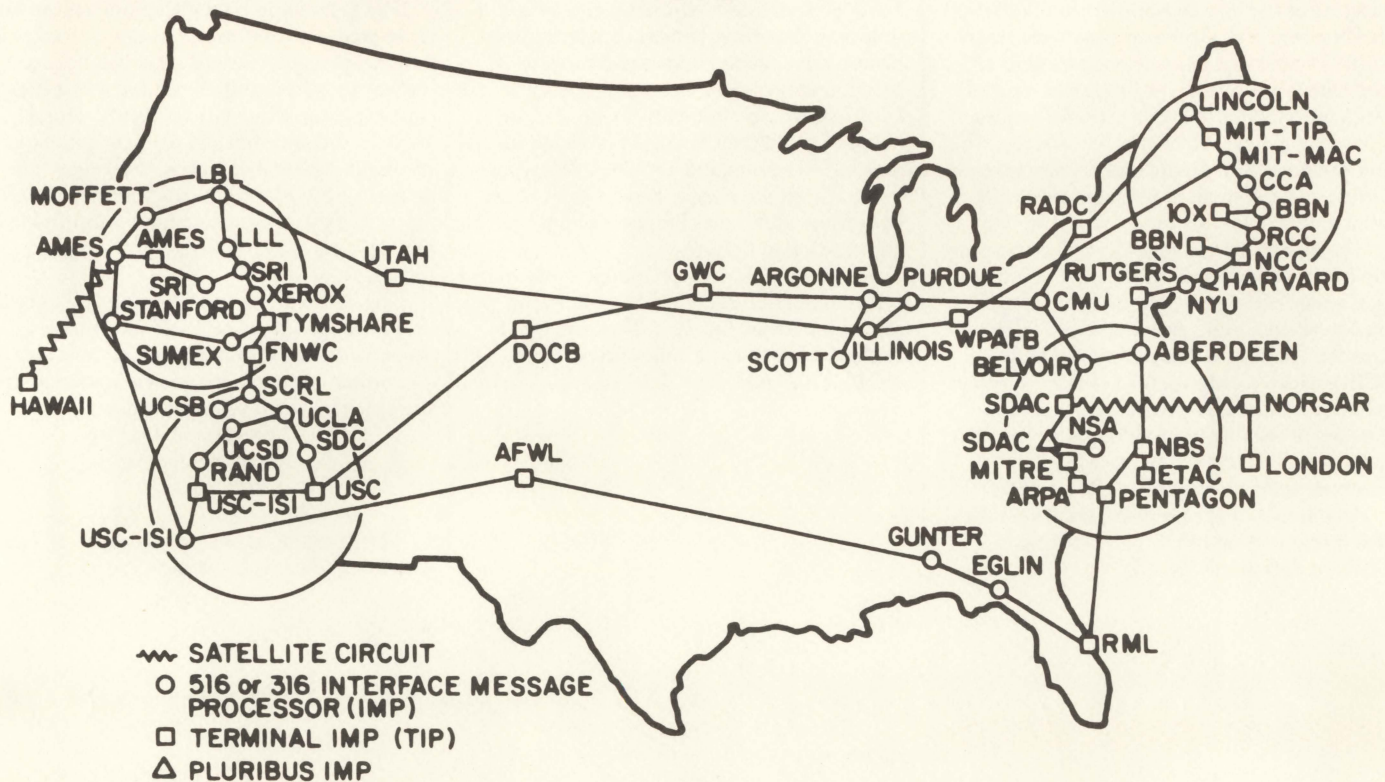 LINCOLN
MIT-TIP
MIT-MAC
CCA
BBN
10X
RCC
BBN
NCC
HARVARD
RUTGERS
NYU
RADC
MOFFETT
LBL
AMES
AMES
LLL
SRI
SRI
XEROX
STANFORD
TYMSHARE
SUMEX
FNWC
HAWAII
UTAH
GWC
ARGONNE
PURDUE
CMU
DOCB
SCOTT
ILLINOIS
WPAFB
BELVOIR
ABERDEEN
SCRL
UCSB
UCLA
UCSD
SDC
RAND
USC-ISI
USC
USC-ISI
AFWL
SDAC
NORSAR
NSA
SDAC
NBS
MITRE
ETAC
LONDON
ARPA
PENTAGON
GUNTER
EGLIN
RML
SATELLITE CIRCUIT
516 or 316 INTERFACE MESSAGE
PROCESSOR (IMP)
TERMINAL IMP (TIP)
PLURIBUS IMP